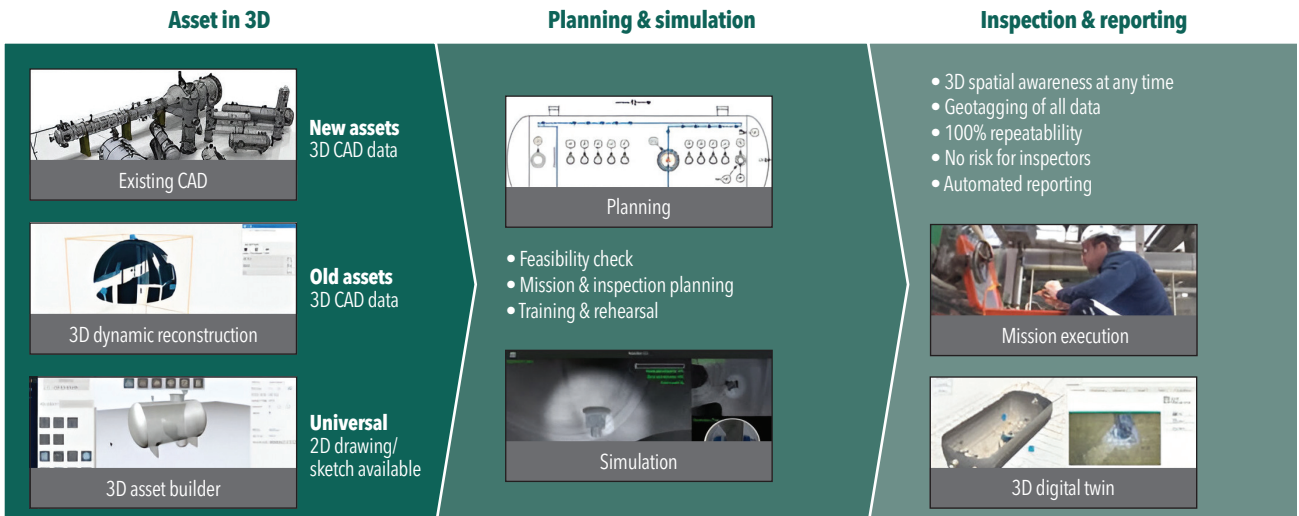 Asset in 3D
Planning & simulation
Inspection & reporting
Existing CAD
New assets
3D CAD data
3D dynamic reconstruction
Old assets
3D CAD data
3D asset builder
Universal
2D drawing/
sketch available
Planning
• Feasibility check
• Mission & inspection planning
• Training & rehearsal
Simulation
• 3D spatial awareness at any time
• Geotagging of all data
• 100% repeatablility
• No risk for inspectors
• Automated reporting
Mission execution
3D digital twin